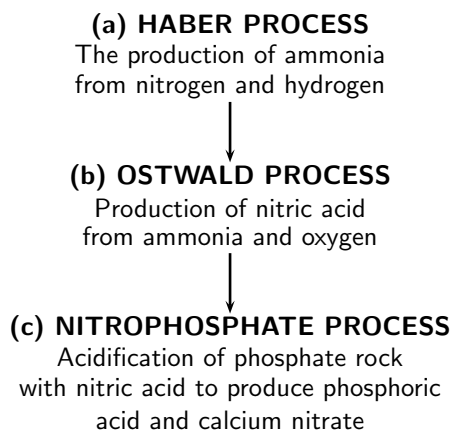 (a) HABER PROCESS
The production of ammonia
from nitrogen and hydrogen
(b) OSTWALD PROCESS
Production of nitric acid
from ammonia and oxygen
(c) NITROPHOSPHATE PROCESS
Acidification of phosphate rock
with nitric acid to produce phosphoric
acid and calcium nitrate